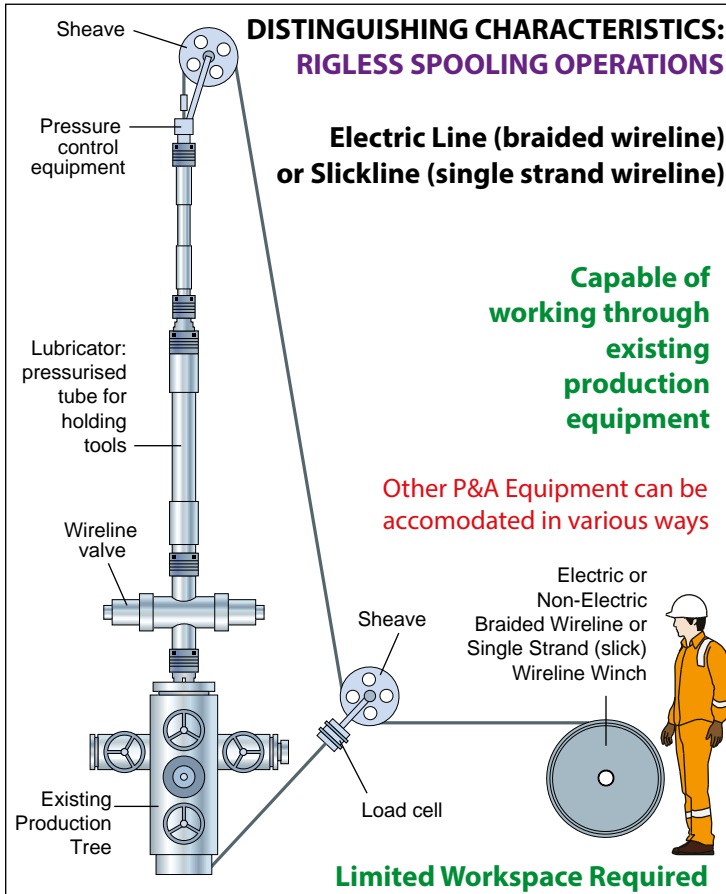 DISTINGUISHING CHARACTERISTICS:
RIGLESS SPOOLING OPERATIONS
Sheave
Pressure
control
equipment
Electric Line (braided wireline)
or Slickline (single strand wireline)
Capable of
working through
existing
production
equipment
Lubricator:
pressurised
tube for
holding
tools
Other P&A Equipment can be
accomodated in various ways
Wireline
valve
Electric or
Non-Electric
Braided Wireline or
Single Strand (slick)
Wireline Winch
Sheave
Load cell
Existing
Production
Tree
Limited Workspace Required